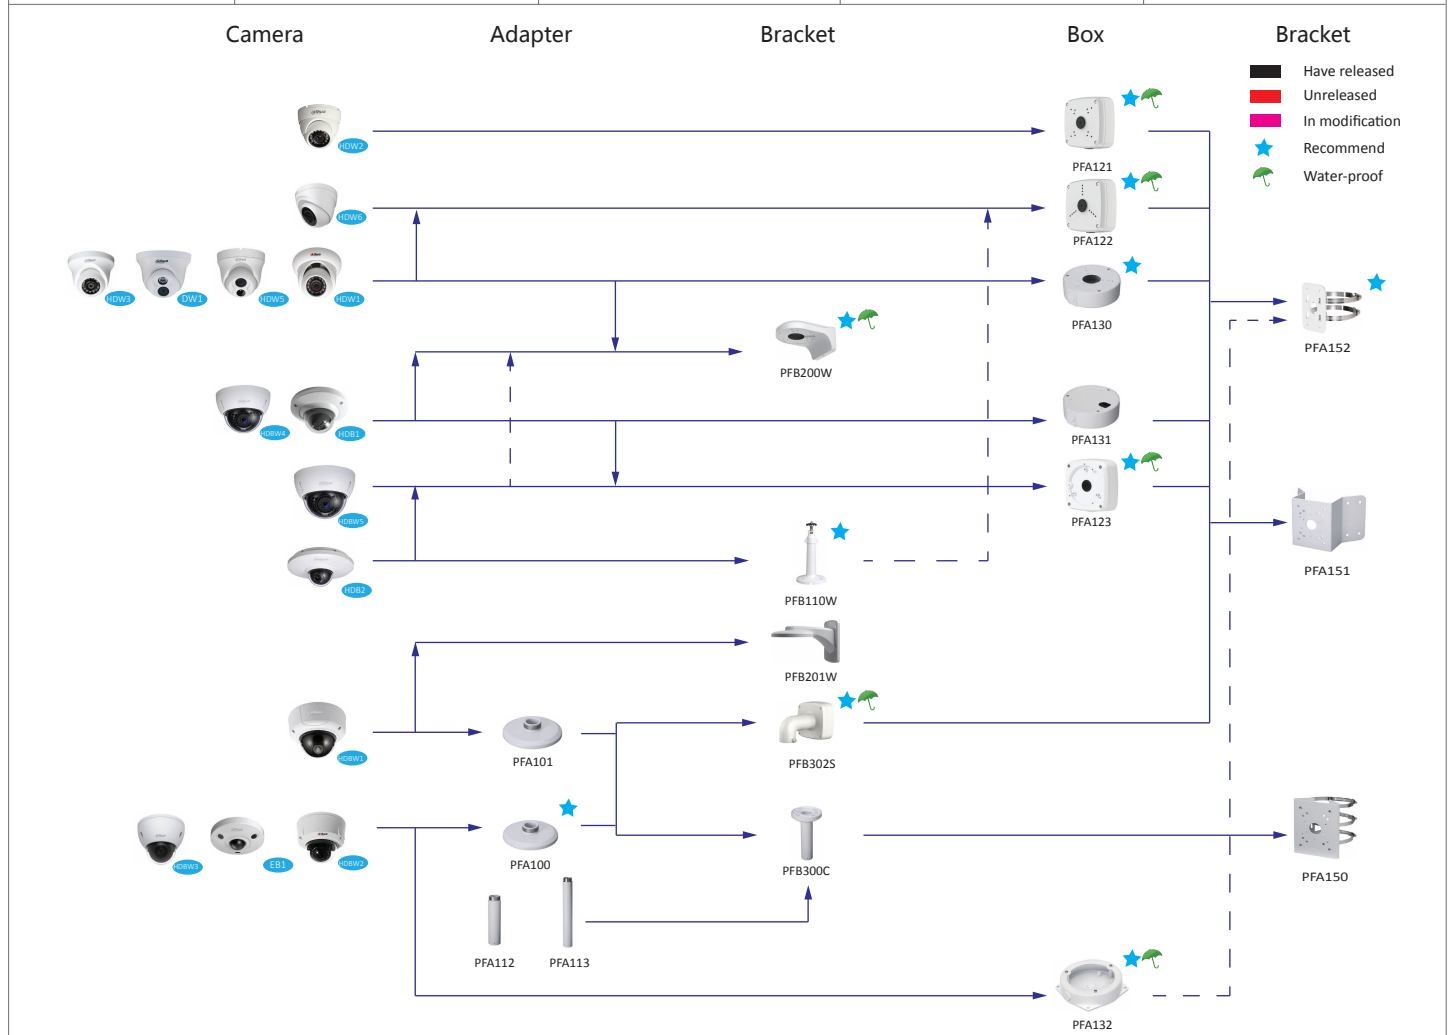 Camera Adapter Bracket Box Bracket
Have released
Unreleased
In modification
Recommend
Water-proof
HDW2
PFA121
HDW6
PFA122
HDW3 DW1 HDW5 HDW1
PFA130
PFA152
PFB200W
HDBW4 HDB1
PFA131
HDBW5
PFA123
PFA151
HDB2
PFB110W
PFB201W
HDBW1
PFA101
PFB302S
HDBW3 EB1 HDBW2
PFA100
PFB300C
PFA150
PFA112 PFA113
PFA132